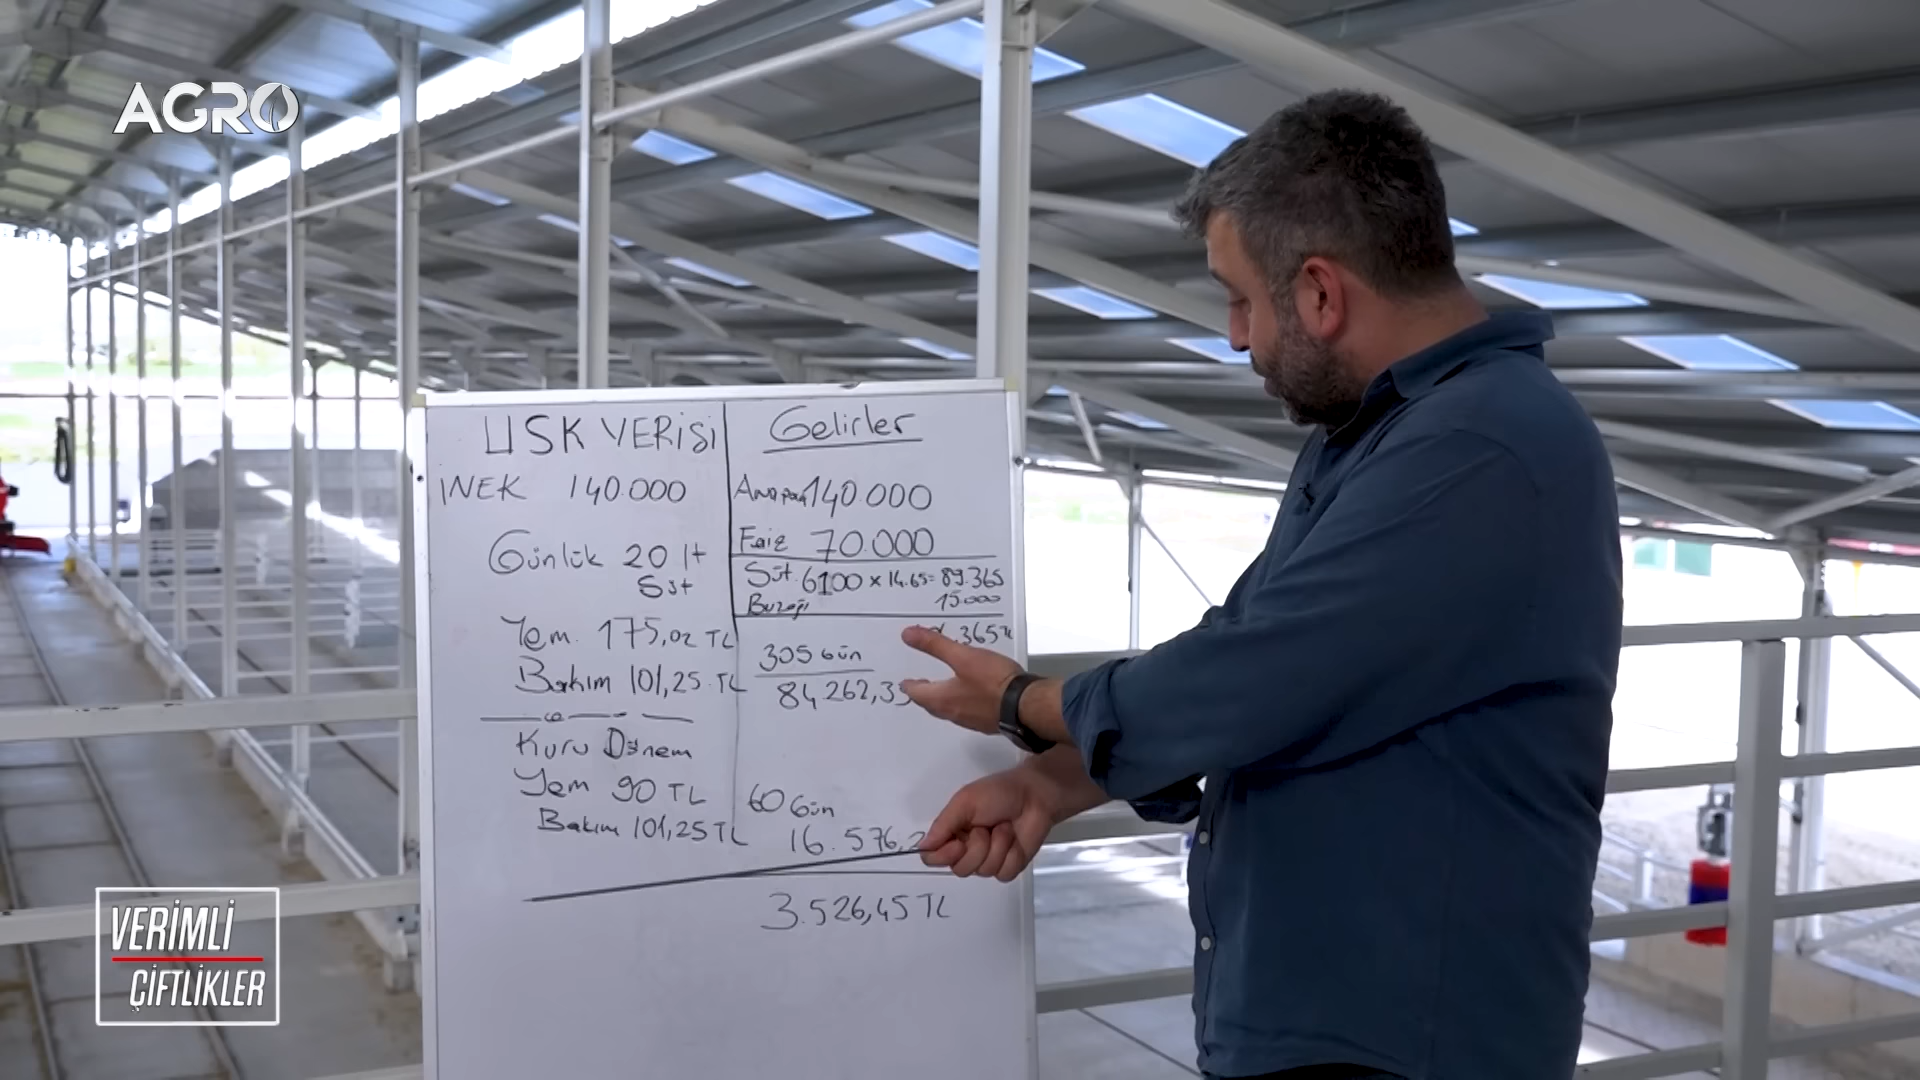 AGRO
USK VERİSİ
İNEK 140.000
Günlük 20 lt
Süt
Yem 175,02 TL
Bakım 101,25 TL
Kuru Dönem
Yem 90 TL
Bakım 101,25 TL
Gelirler
Anapara 140.000
Faiz 70.000
Süt 6100 x 14.65 = 89.365
Buzağı 15.000
.365 TL
305 Gün
84.262,35
60 Gün
16.576,2
3.526,45 TL
VERİMLİ
ÇİFTLİKLER